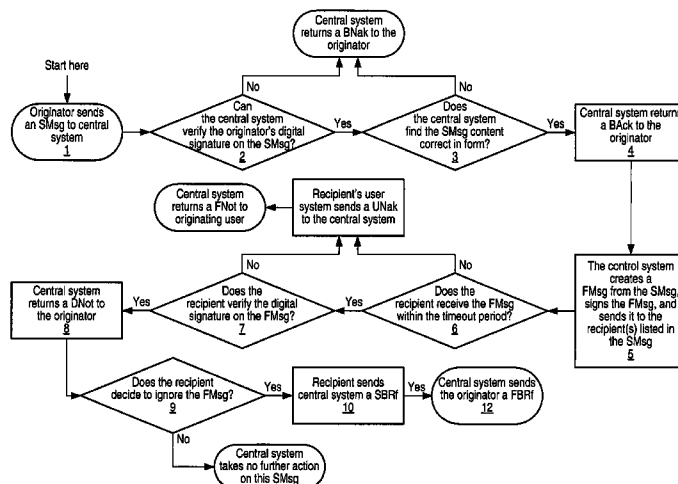 Central system
returns a BNak to the
originator
Start here
No
No
Originator sends
an SMsg to central
system
1
Can
the central system
verify the originator's digital
signature on the SMsg?
2
Yes
Does
the central system
find the SMsg content
correct in form?
3
Yes
Central system returns
a BAck to the
originator
4
Central system
returns a FNot to
originating user
Recipient's user
system sends a UNak
to the central system
No
No
Central system
returns a DNot to
the originator
8
Yes
Does the
recipient verify the digital
signature on the FMsg?
7
Yes
Does the
recipient receive the FMsg
within the timeout period?
6
The control system
creates a
FMsg from the SMsg,
signs the FMsg, and
sends it to the
recipient(s) listed in
the SMsg
5
Does the recipient
decide to ignore the FMsg?
9
Yes
Recipient sends
central system a SBRf
10
Yes
Central system sends
the originator a FBRf
12
No
Central system
takes no further action
on this SMsg